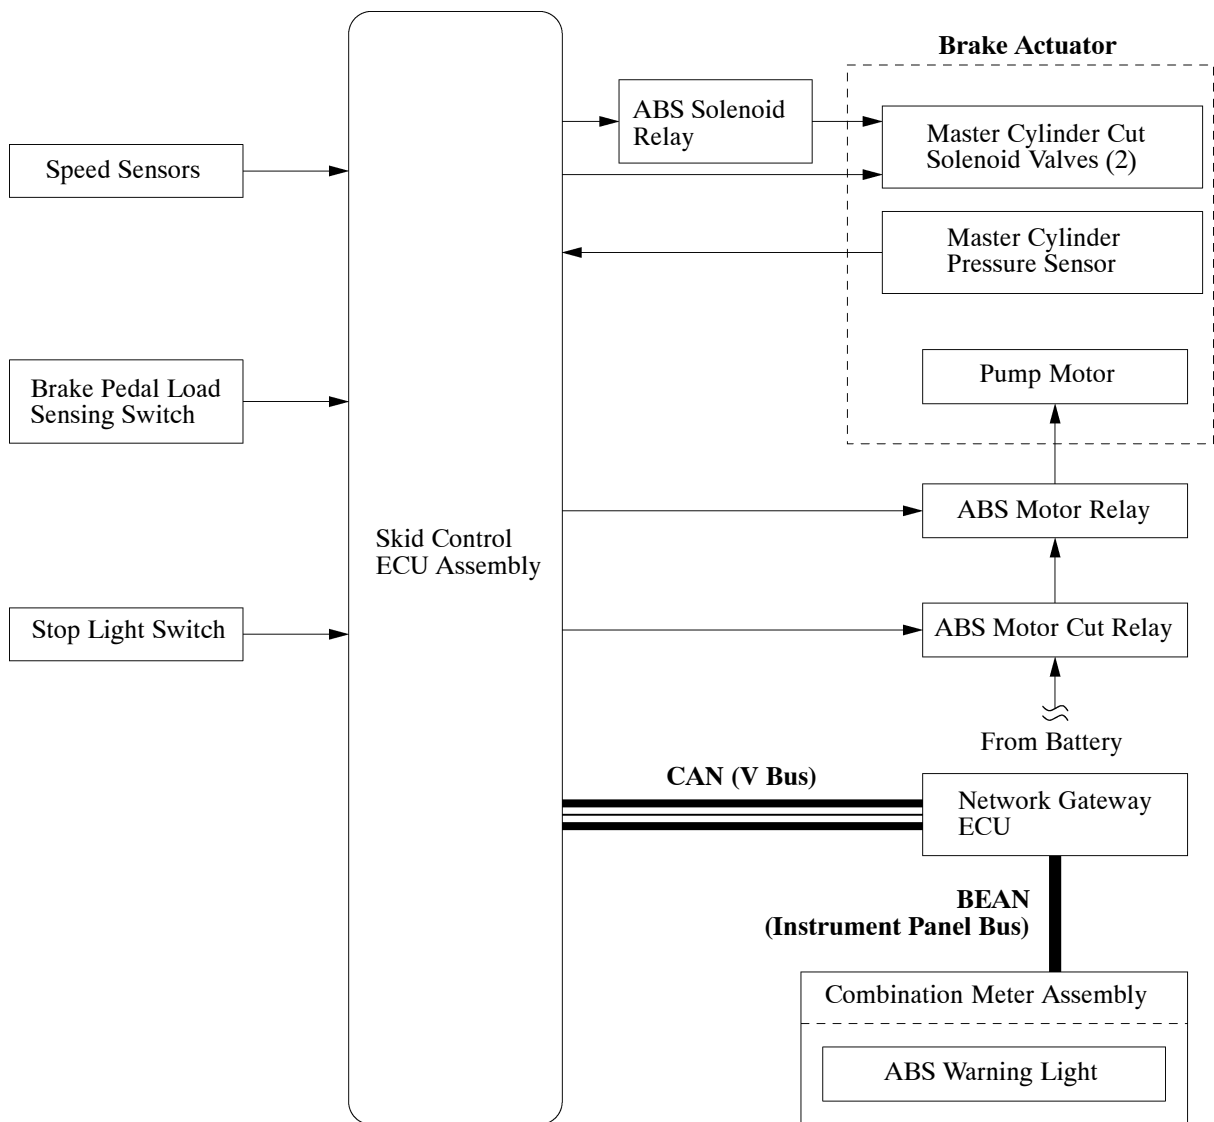 Brake Actuator
ABS Solenoid
Relay
Master Cylinder Cut
Solenoid Valves (2)
Speed Sensors
Master Cylinder
Pressure Sensor
Pump Motor
Brake Pedal Load
Sensing Switch
ABS Motor Relay
Skid Control
ECU Assembly
Stop Light Switch
ABS Motor Cut Relay
From Battery
CAN (V Bus)
Network Gateway
ECU
BEAN
(Instrument Panel Bus)
Combination Meter Assembly
ABS Warning Light